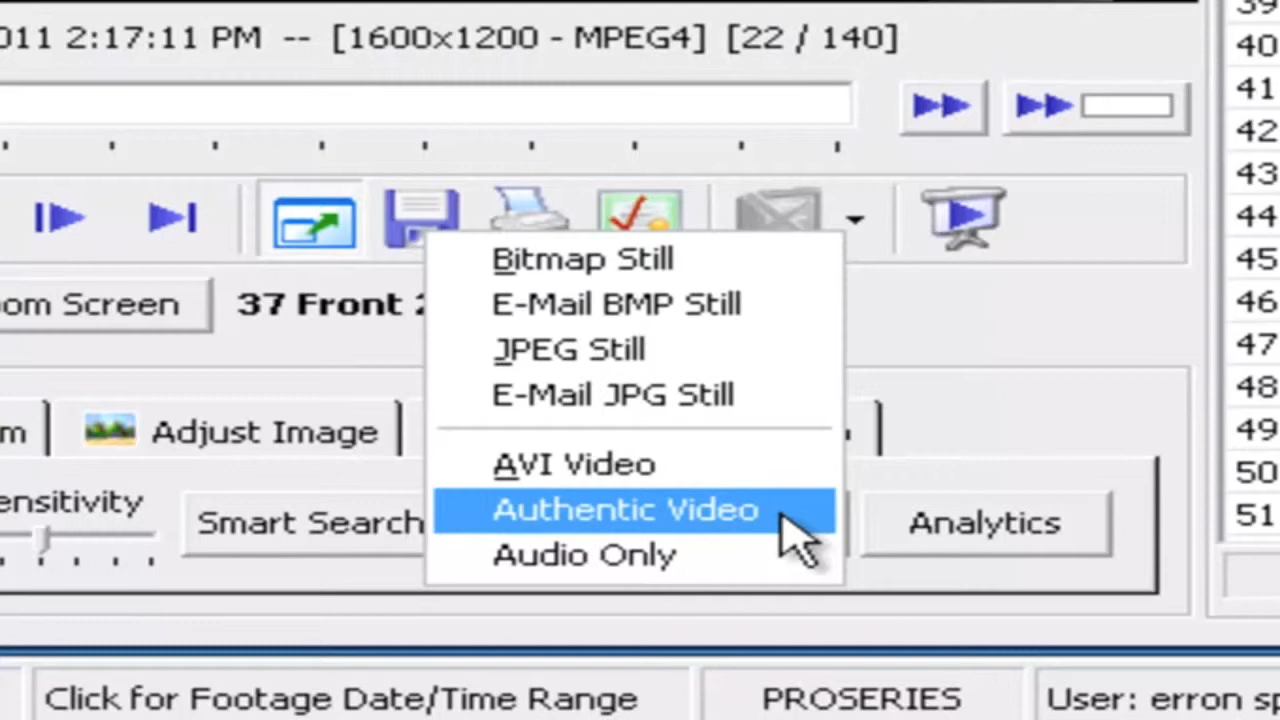 011 2:17:11 PM -- [1600x1200 - MPEG4] [22 / 140]
39
40
41
42
43
44
45
46
47
48
49
50
51
Bitmap Still
E-Mail BMP Still
JPEG Still
E-Mail JPG Still
AVI Video
Authentic Video
Audio Only
om Screen
37 Front
m
Adjust Image
ensitivity
Smart Search
Analytics
Click for Footage Date/Time Range
PROSERIES
User: erron sp